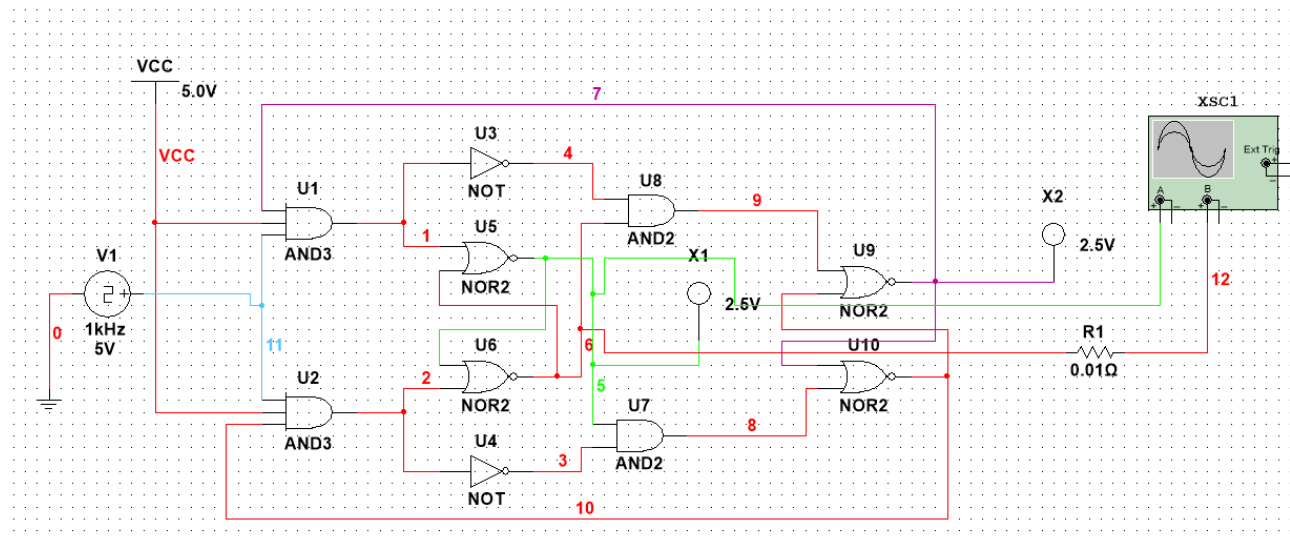 VCC
5.0V
7
XSC1
VCC
U3
4
NOT
Ext Trig
+
-
A
B
+
-
+
-
U1
AND3
1
U5
NOR2
U8
AND2
9
X2
2.5V
V1
+
1kHz
5V
0
11
X1
2.5V
U9
NOR2
12
R1
0.01Ω
U6
NOR2
6
U10
NOR2
U2
AND3
2
5
U7
AND2
8
U4
NOT
3
10